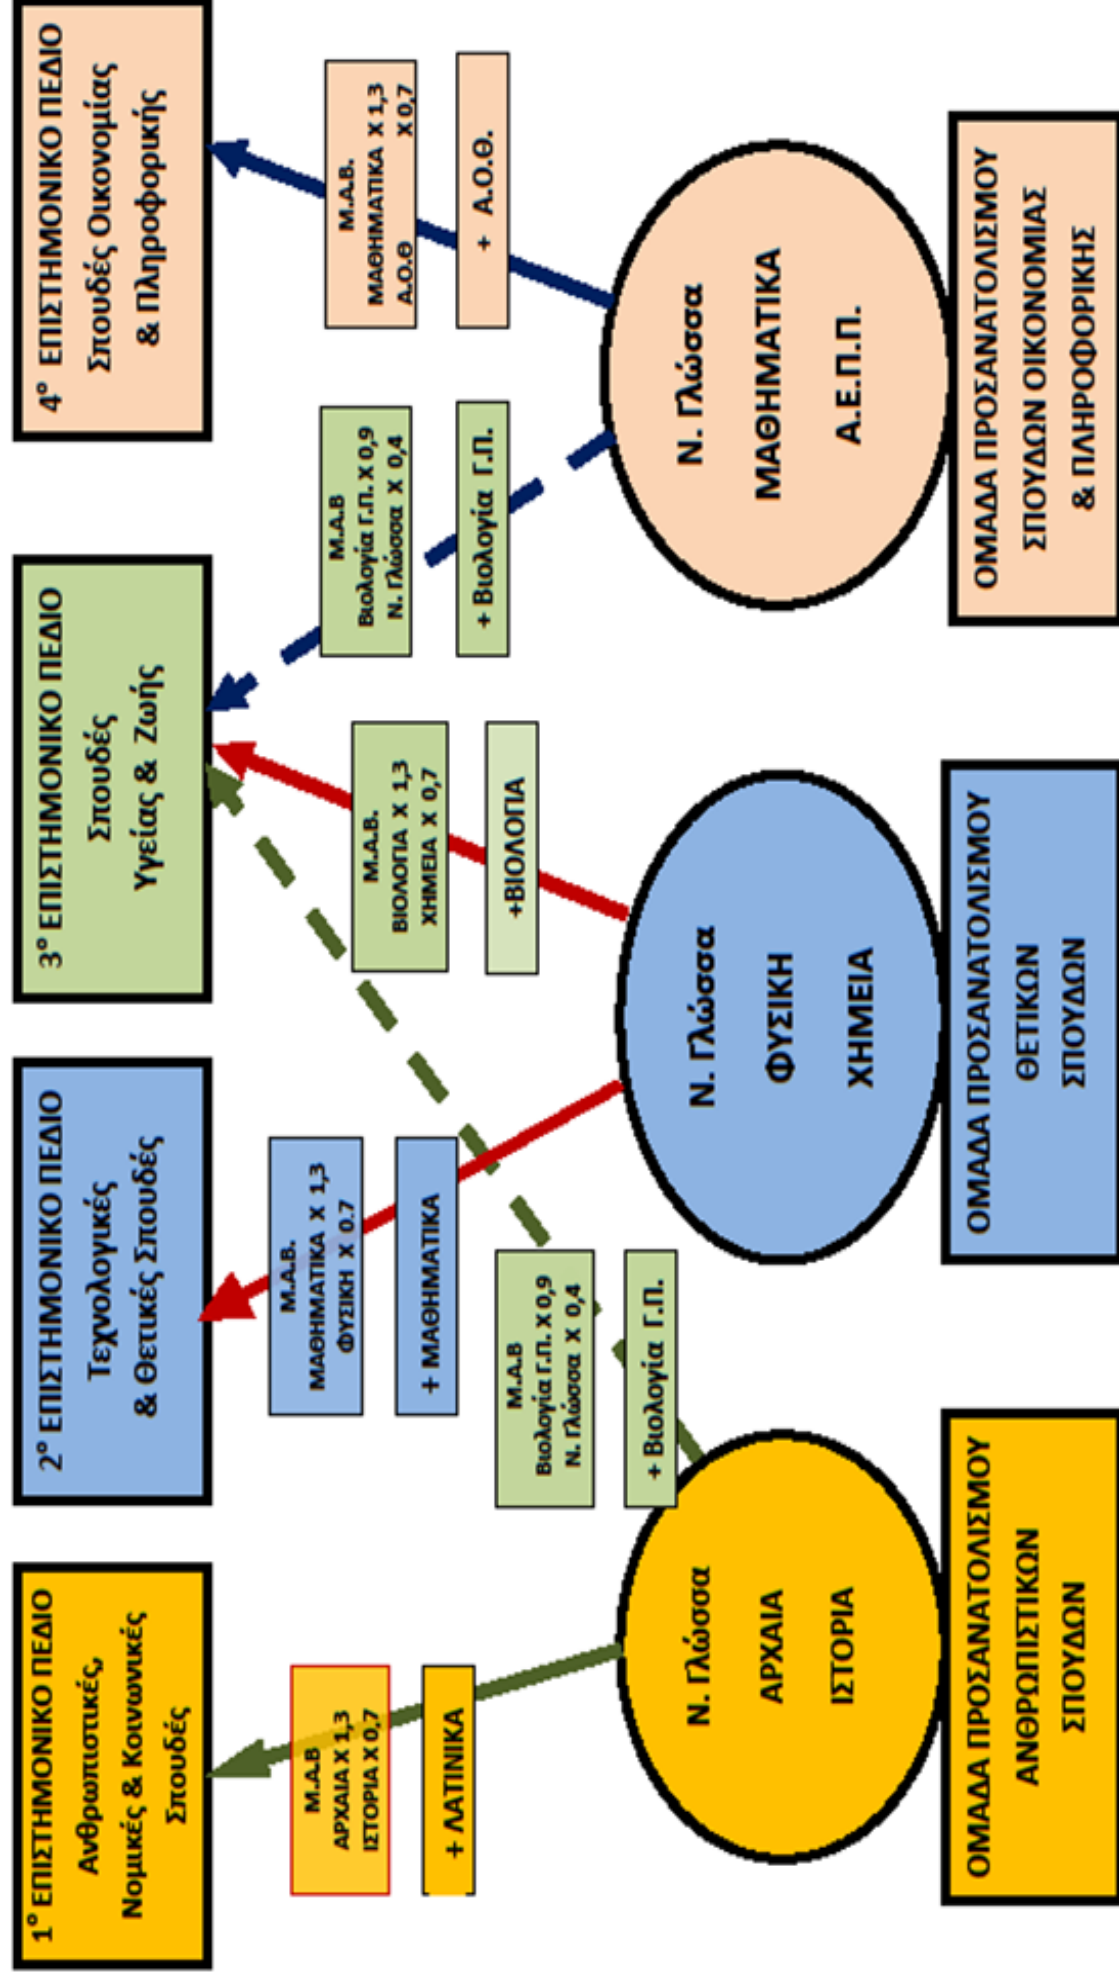 1° ΕΠΙΣΤΗΜΟΝΙΚΟ ΠΕΔΙΟ
Ανθρωπιστικές,
Νομικές & Κοινωνικές
Σπουδές
2° ΕΠΙΣΤΗΜΟΝΙΚΟ ΠΕΔΙΟ
Τεχνολογικές
& Θετικές Σπουδές
3° ΕΠΙΣΤΗΜΟΝΙΚΟ ΠΕΔΙΟ
Σπουδές
Υγείας & Ζωής
4° ΕΠΙΣΤΗΜΟΝΙΚΟ ΠΕΔΙΟ
Σπουδές Οικονομίας
& Πληροφορικής
Μ.Α.Β
ΑΡΧΑΙΑ Χ 1,3
ΙΣΤΟΡΙΑ Χ 0,7
+ ΛΑΤΙΝΙΚΑ
Μ.Α.Β.
ΜΑΘΗΜΑΤΙΚΑ Χ 1,3
ΦΥΣΙΚΗ Χ 0.7
+ ΜΑΘΗΜΑΤΙΚΑ
Μ.Α.Β
Βιολογία Γ.Π. Χ 0,9
Ν. Γλώσσα Χ 0,4
+ Βιολογία Γ.Π.
Μ.Α.Β.
ΒΙΟΛΟΓΙΑ Χ 1,3
ΧΗΜΕΙΑ Χ 0,7
+ΒΙΟΛΟΓΙΑ
Μ.Α.Β
Βιολογία Γ.Π. Χ 0,9
Ν. Γλώσσα Χ 0,4
+ Βιολογία Γ.Π.
Μ.Α.Β.
ΜΑΘΗΜΑΤΙΚΑ Χ 1,3
Α.Ο.Θ Χ 0,7
+ Α.Ο.Θ.
Ν. Γλώσσα
ΑΡΧΑΙΑ
ΙΣΤΟΡΙΑ
Ν. Γλώσσα
ΦΥΣΙΚΗ
ΧΗΜΕΙΑ
Ν. Γλώσσα
ΜΑΘΗΜΑΤΙΚΑ
Α.Ε.Π.Π.
ΟΜΑΔΑ ΠΡΟΣΑΝΑΤΟΛΙΣΜΟΥ
ΑΝΘΡΩΠΙΣΤΙΚΩΝ
ΣΠΟΥΔΩΝ
ΟΜΑΔΑ ΠΡΟΣΑΝΑΤΟΛΙΣΜΟΥ
ΘΕΤΙΚΩΝ
ΣΠΟΥΔΩΝ
ΟΜΑΔΑ ΠΡΟΣΑΝΑΤΟΛΙΣΜΟΥ
ΣΠΟΥΔΩΝ ΟΙΚΟΝΟΜΙΑΣ
& ΠΛΗΡΟΦΟΡΙΚΗΣ